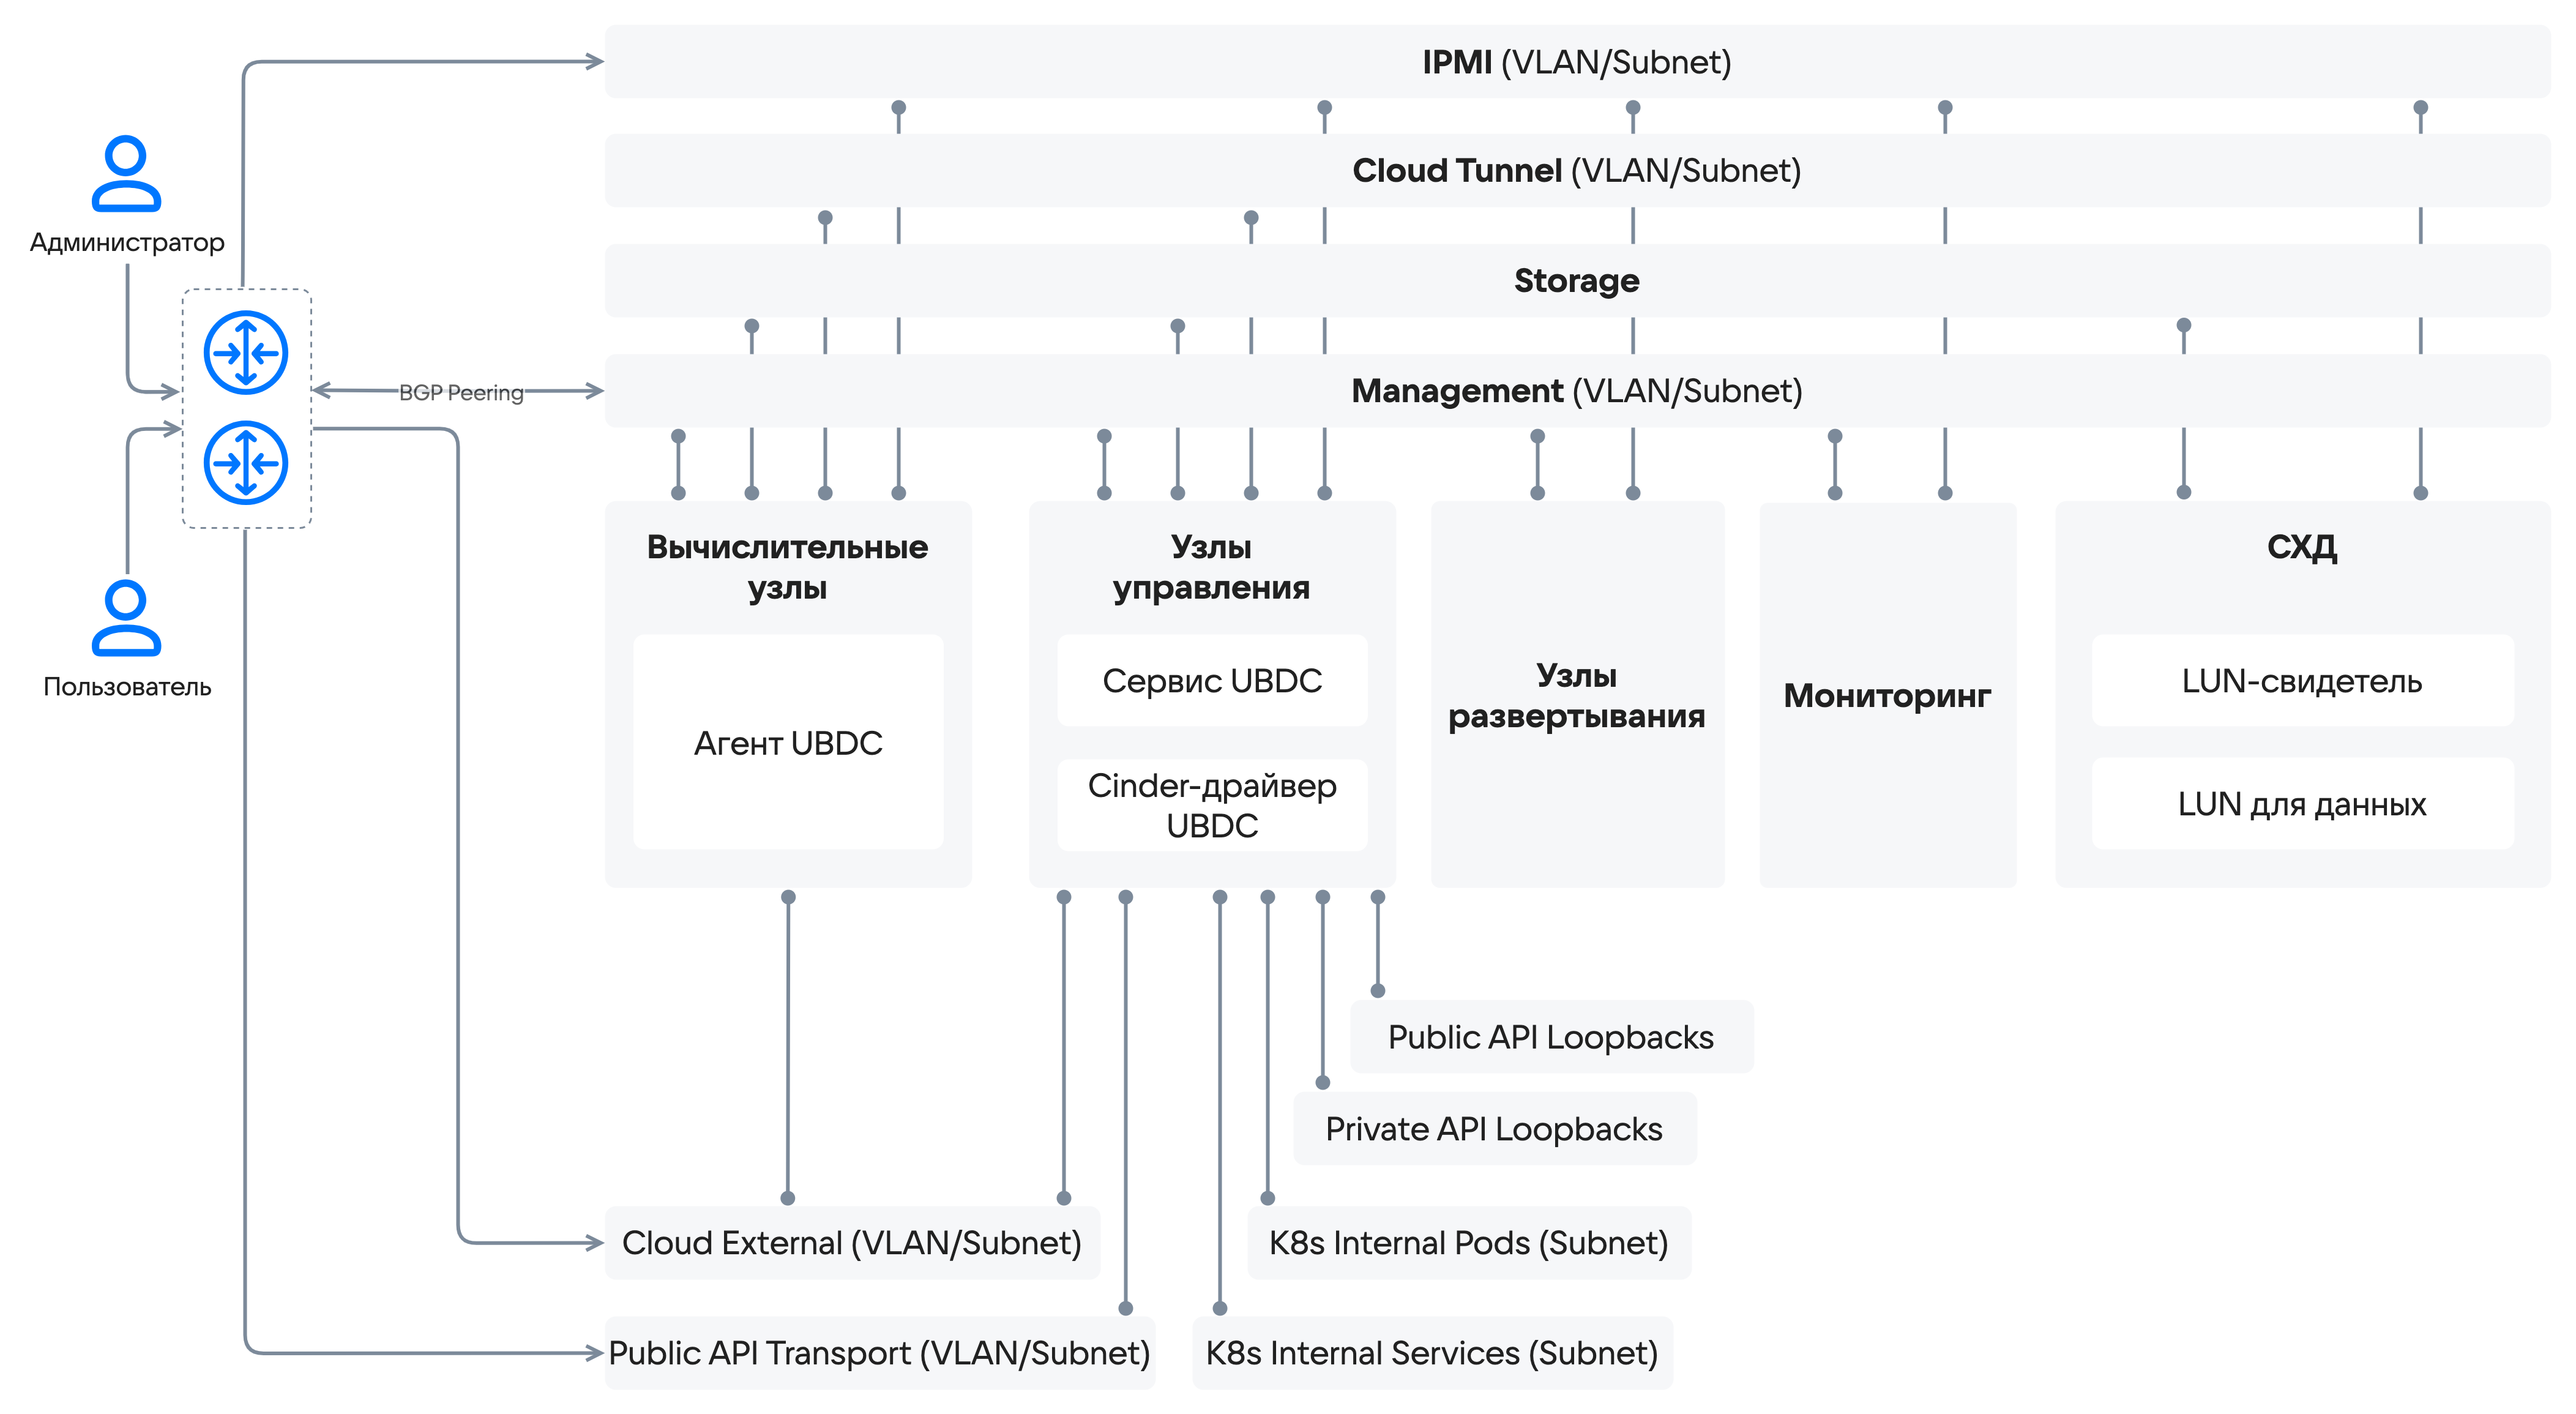 IPMI (VLAN/Subnet)
Cloud Tunnel (VLAN/Subnet)
Администратор
Storage
BGP Peering
Management (VLAN/Subnet)
Вычислительные
узлы
Агент UBDC
Узлы
управления
Сервис UBDC
Cinder-драйвер
UBDC
Узлы
развертывания
Мониторинг
СХД
LUN-свидетель
LUN для данных
Пользователь
Public API Loopbacks
Private API Loopbacks
Cloud External (VLAN/Subnet)
K8s Internal Pods (Subnet)
Public API Transport (VLAN/Subnet)
K8s Internal Services (Subnet)